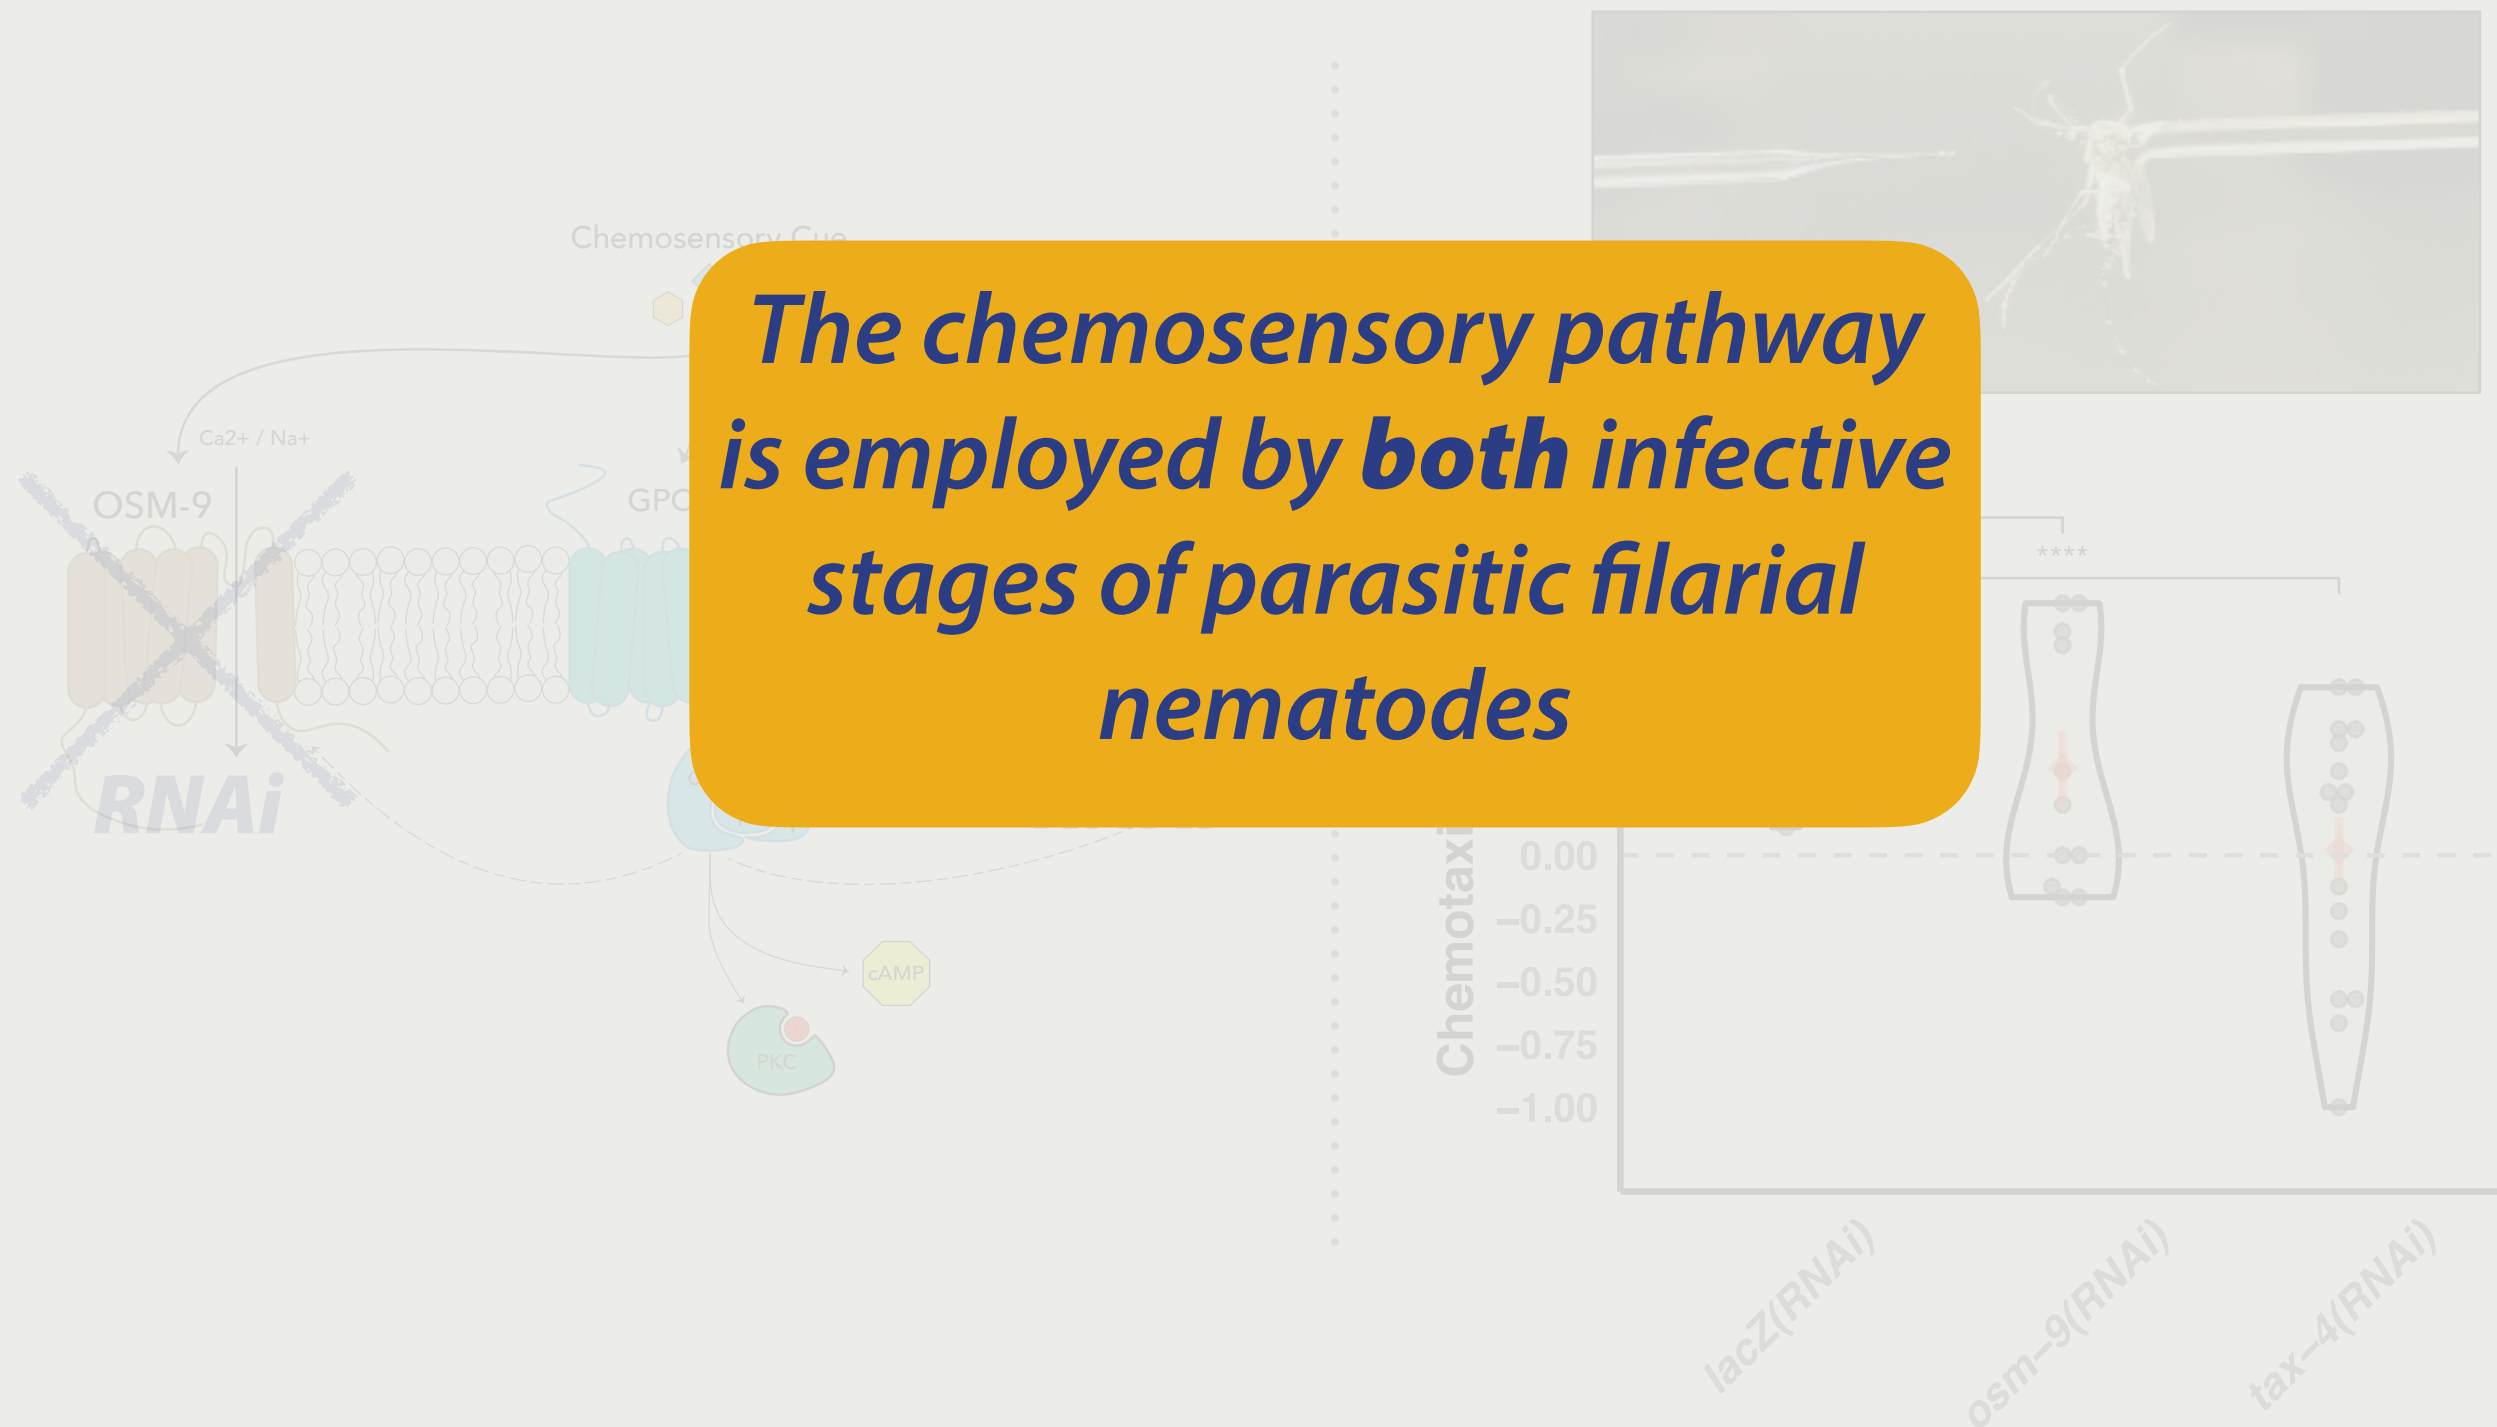 Chemosensory Cue
The chemosensory pathway
is employed by both infective
stages of parasitic filarial
nematodes
Ca2+ / Na+
OSM-9
RNAi
cAMP
PKC
****
0.00
−0.25
−0.50
−0.75
−1.00
lacZ(RNAi)
osm−9(RNAi)
tax−4(RNAi)